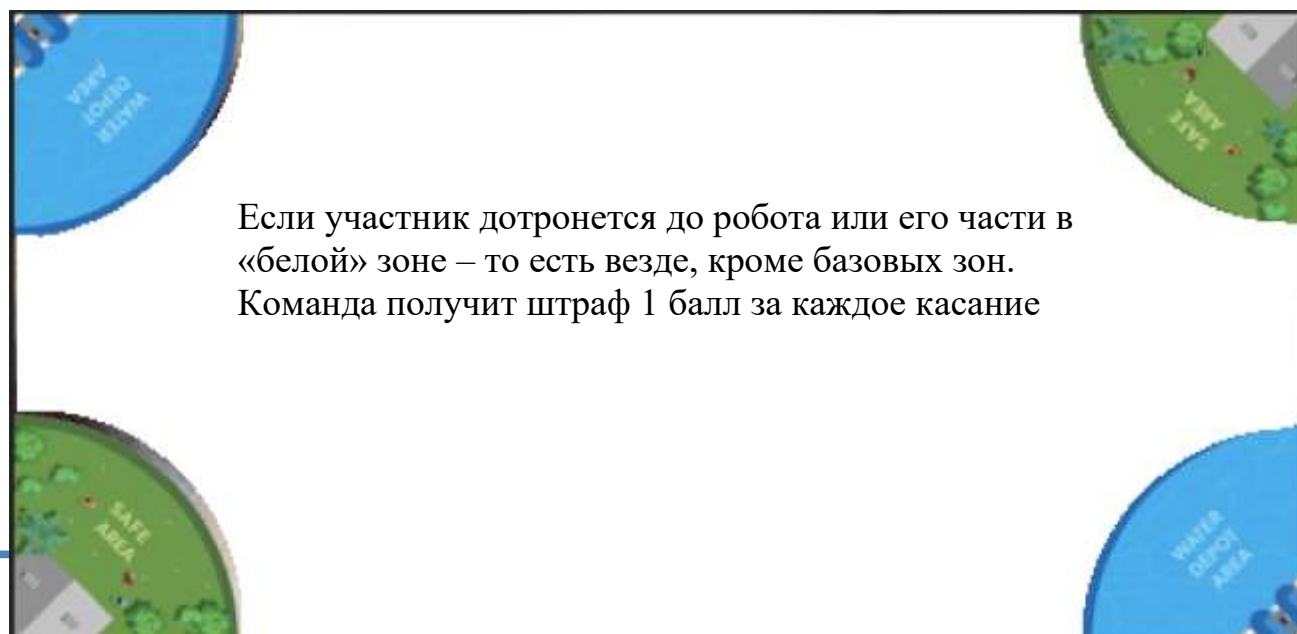 WATER
DEPOT
AREA
SAFE
AREA
Если участник дотронется до робота или его части в
«белой» зоне – то есть везде, кроме базовых зон.
Команда получит штраф 1 балл за каждое касание
SAFE
AREA
WATER
DEPOT
AREA